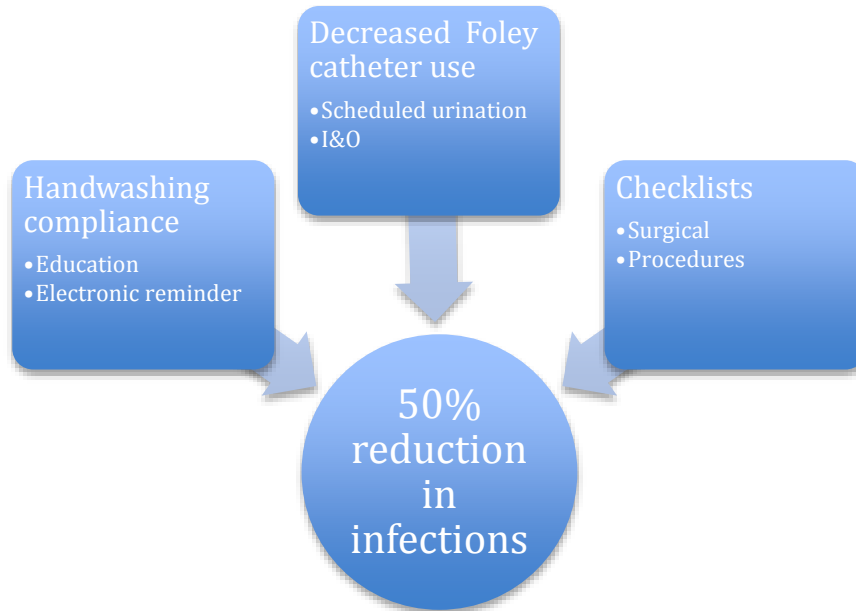 Decreased Foley
catheter use
•Scheduled urination
•I&O
Handwashing
compliance
•Education
•Electronic reminder
Checklists
•Surgical
•Procedures
50%
reduction
in
infections